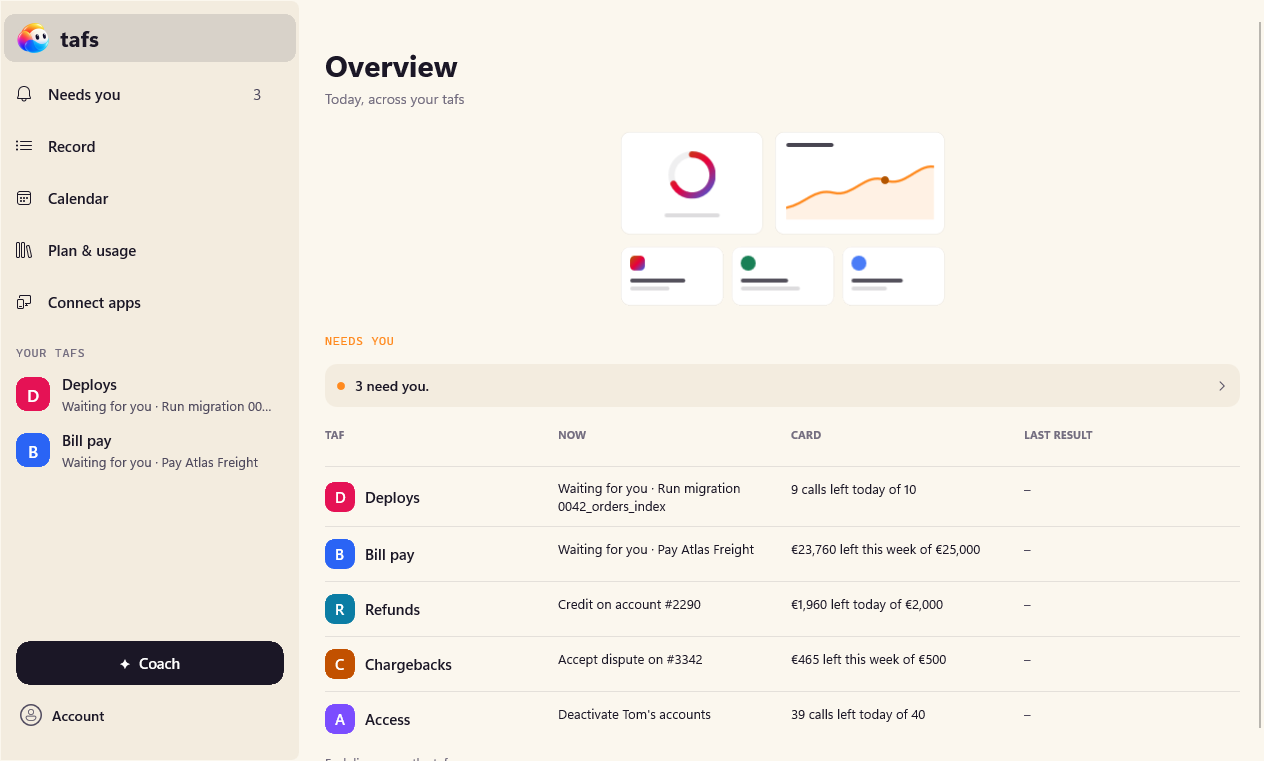 tafs
Needs you 3
Record
Calendar
Plan & usage
Connect apps
YOUR TAFS
D Deploys
Waiting for you · Run migration 00...
B Bill pay
Waiting for you · Pay Atlas Freight
Coach
Account
Overview
Today, across your tafs
NEEDS YOU
3 need you.
TAF NOW CARD LAST RESULT
D Deploys Waiting for you · Run migration 9 calls left today of 10 –
0042_orders_index
B Bill pay Waiting for you · Pay Atlas Freight €23,760 left this week of €25,000 –
R Refunds Credit on account #2290 €1,960 left today of €2,000 –
C Chargebacks Accept dispute on #3342 €465 left this week of €500 –
A Access Deactivate Tom's accounts 39 calls left today of 40 –